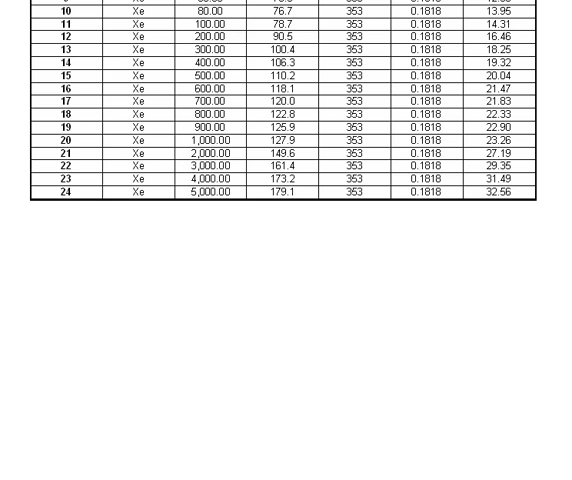 10 Xe 80.00 76.7 353 0.1818 13.95
11 Xe 100.00 78.7 353 0.1818 14.31
12 Xe 200.00 90.5 353 0.1818 16.46
13 Xe 300.00 100.4 353 0.1818 18.25
14 Xe 400.00 106.3 353 0.1818 19.32
15 Xe 500.00 110.2 353 0.1818 20.04
16 Xe 600.00 118.1 353 0.1818 21.47
17 Xe 700.00 120.0 353 0.1818 21.83
18 Xe 800.00 122.8 353 0.1818 22.33
19 Xe 900.00 125.9 353 0.1818 22.90
20 Xe 1,000.00 127.9 353 0.1818 23.26
21 Xe 2,000.00 149.6 353 0.1818 27.19
22 Xe 3,000.00 161.4 353 0.1818 29.35
23 Xe 4,000.00 173.2 353 0.1818 31.49
24 Xe 5,000.00 179.1 353 0.1818 32.56